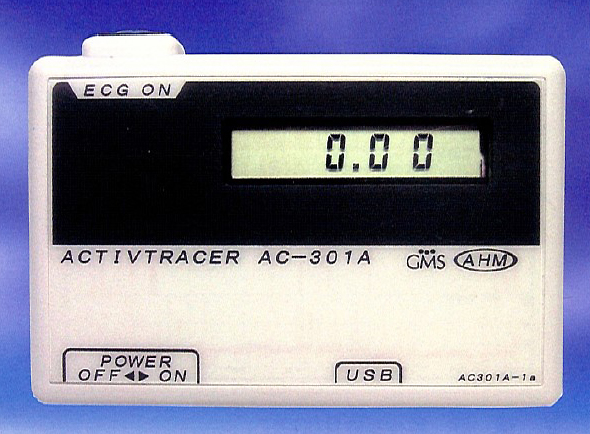 ECG ON
0.00
ACTIVTRACER AC-301A
GMS AHM
POWER
OFF◀▶ON
USB
AC301A-1a